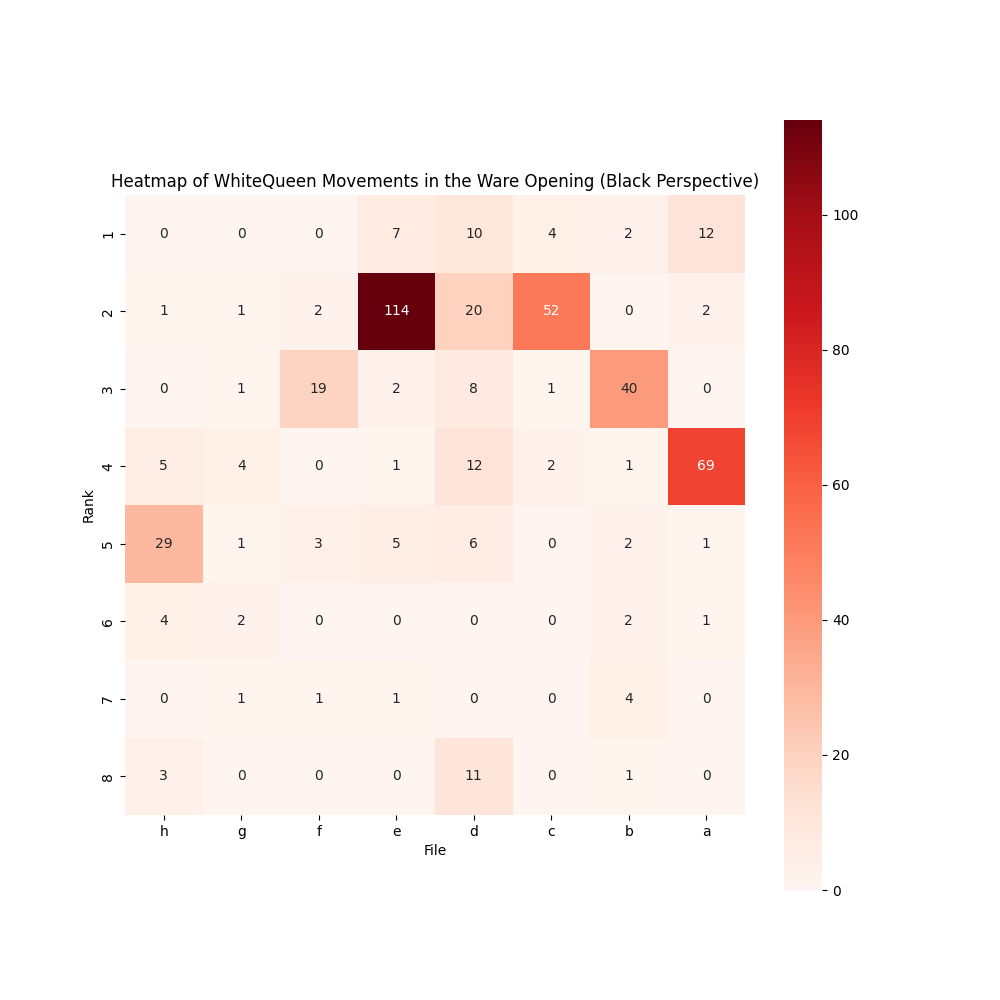 Heatmap of WhiteQueen Movements in the Ware Opening (Black Perspective)
1 0 0 0 7 10 4 2 12
2 1 1 2 114 20 52 0 2
3 0 1 19 2 8 1 40 0
4 5 4 0 1 12 2 1 69
5 29 1 3 5 6 0 2 1
6 4 2 0 0 0 0 2 1
7 0 1 1 1 0 0 4 0
8 3 0 0 0 11 0 1 0
h g f e d c b a
File
Rank
100
80
60
40
20
0